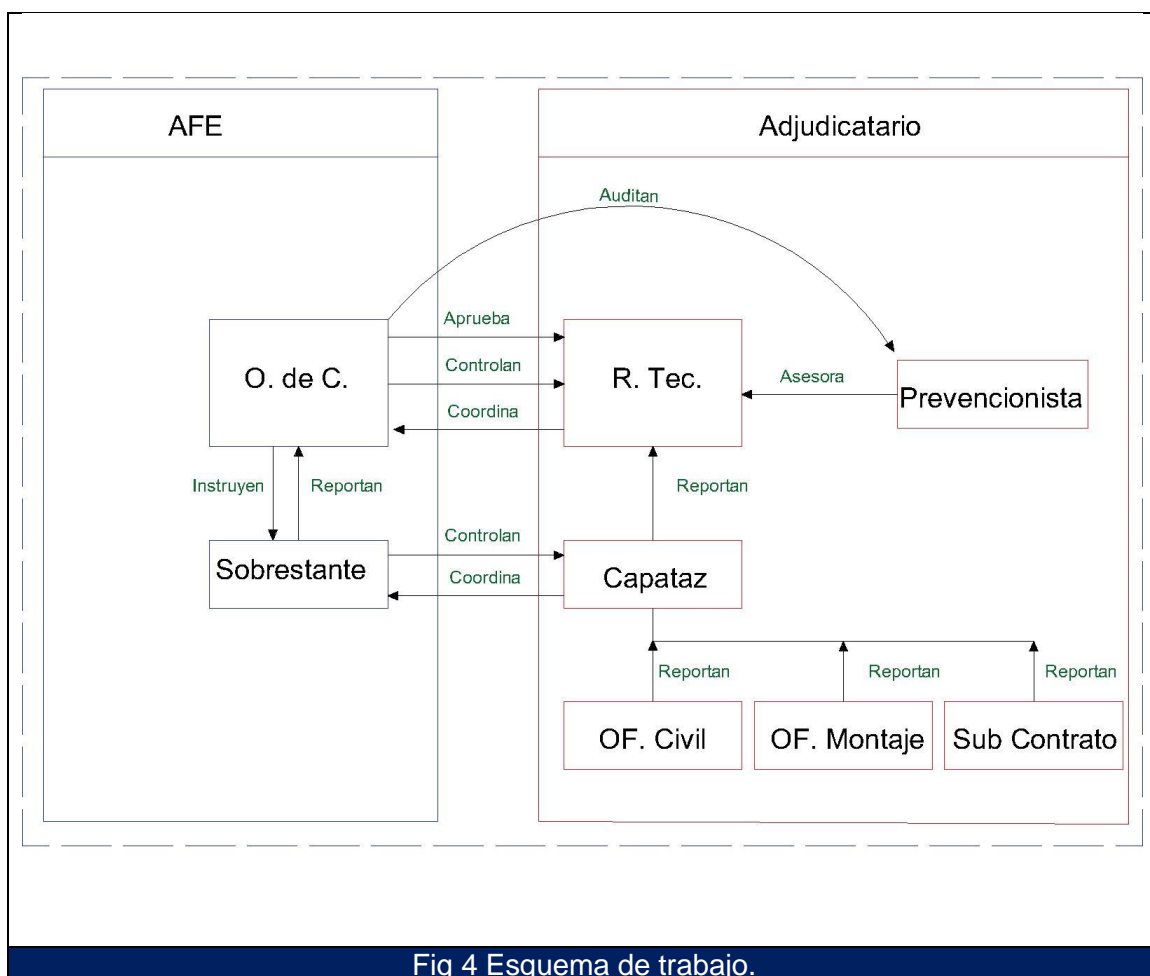 AFE
Adjudicatario
Auditan
Aprueba
O. de C.
Controlan
R. Tec.
Asesora
Prevencionista
Coordina
Instruyen
Reportan
Reportan
Controlan
Sobrestante
Capataz
Coordina
Reportan
Reportan
Reportan
OF. Civil
OF. Montaje
Sub Contrato
Fig 4 Esquema de trabajo.